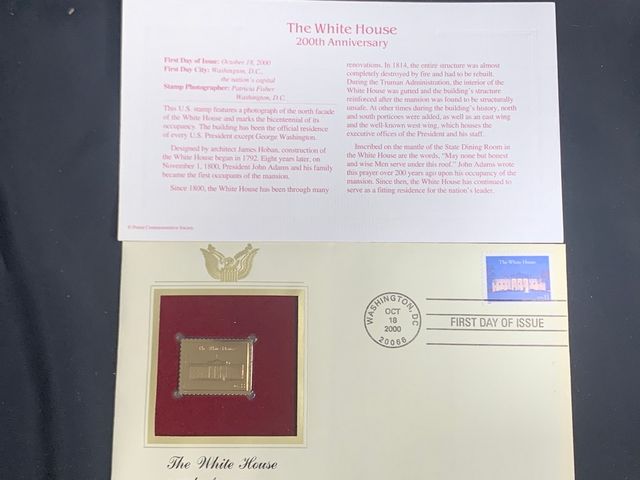 The White House
200th Anniversary
First Day of Issue: October 18, 2000
First Day City: Washington, D.C.,
the nation's capital
Stamp Photographer: Patricia Fisher
Washington, D.C.
This U.S. stamp features a photograph of the north facade
of the White House and marks the bicentennial of its
occupancy. The building has been the official residence
of every U.S. President except George Washington.
Designed by architect James Hoban, construction of
the White House began in 1792. Eight years later, on
November 1, 1800, President John Adams and his family
became the first occupants of the mansion.
Since 1800, the White House has been through many
renovations. In 1814, the entire structure was almost
completely destroyed by fire and had to be rebuilt.
During the Truman Administration, the interior of the
White House was gutted and the building's structure
reinforced after the mansion was found to be structurally
unsafe. At other times during the building's history, north
and south porticoes were added, as well as an east wing
and the well-known west wing, which houses the
executive offices of the President and his staff.
Inscribed on the mantle of the State Dining Room in
the White House are the words, "May none but honest
and wise Men serve under this roof." John Adams wrote
this prayer over 200 years ago upon his occupancy of the
mansion. Since then, the White House has continued to
serve as a fitting residence for the nation's leader.
© Postal Commemorative Society
The White House
WASHINGTON, DC
OCT
18
2000
20066
FIRST DAY OF ISSUE
The White House
The White House